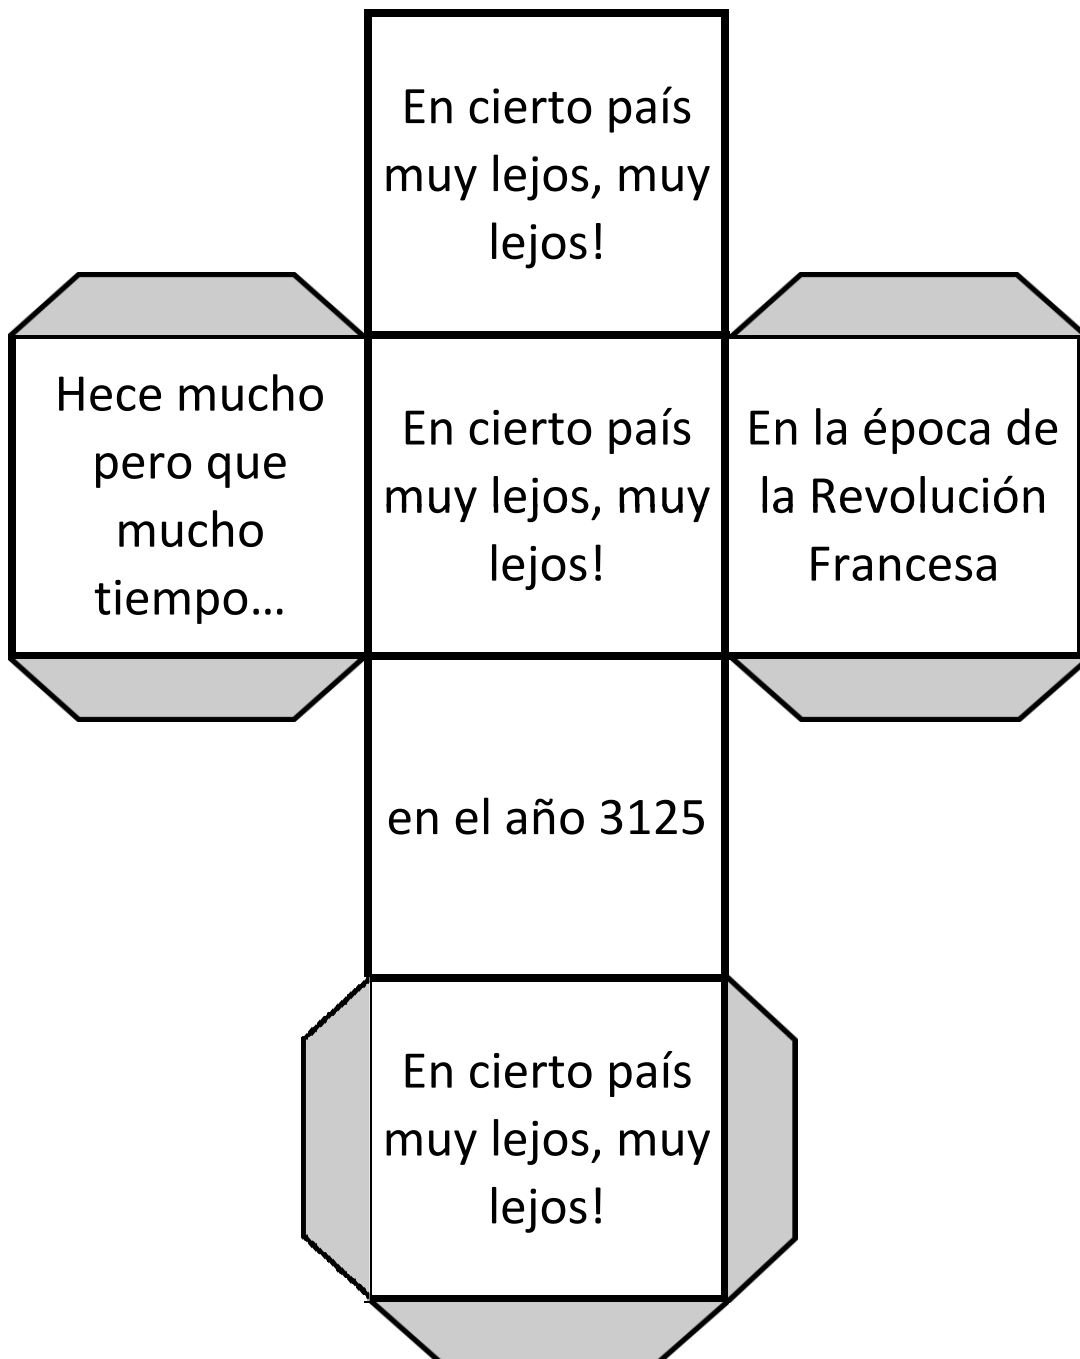 En cierto país
muy lejos, muy
lejos!
Hece mucho
pero que
mucho
tiempo...
En cierto país
muy lejos, muy
lejos!
En la época de
la Revolución
Francesa
en el año 3125
En cierto país
muy lejos, muy
lejos!